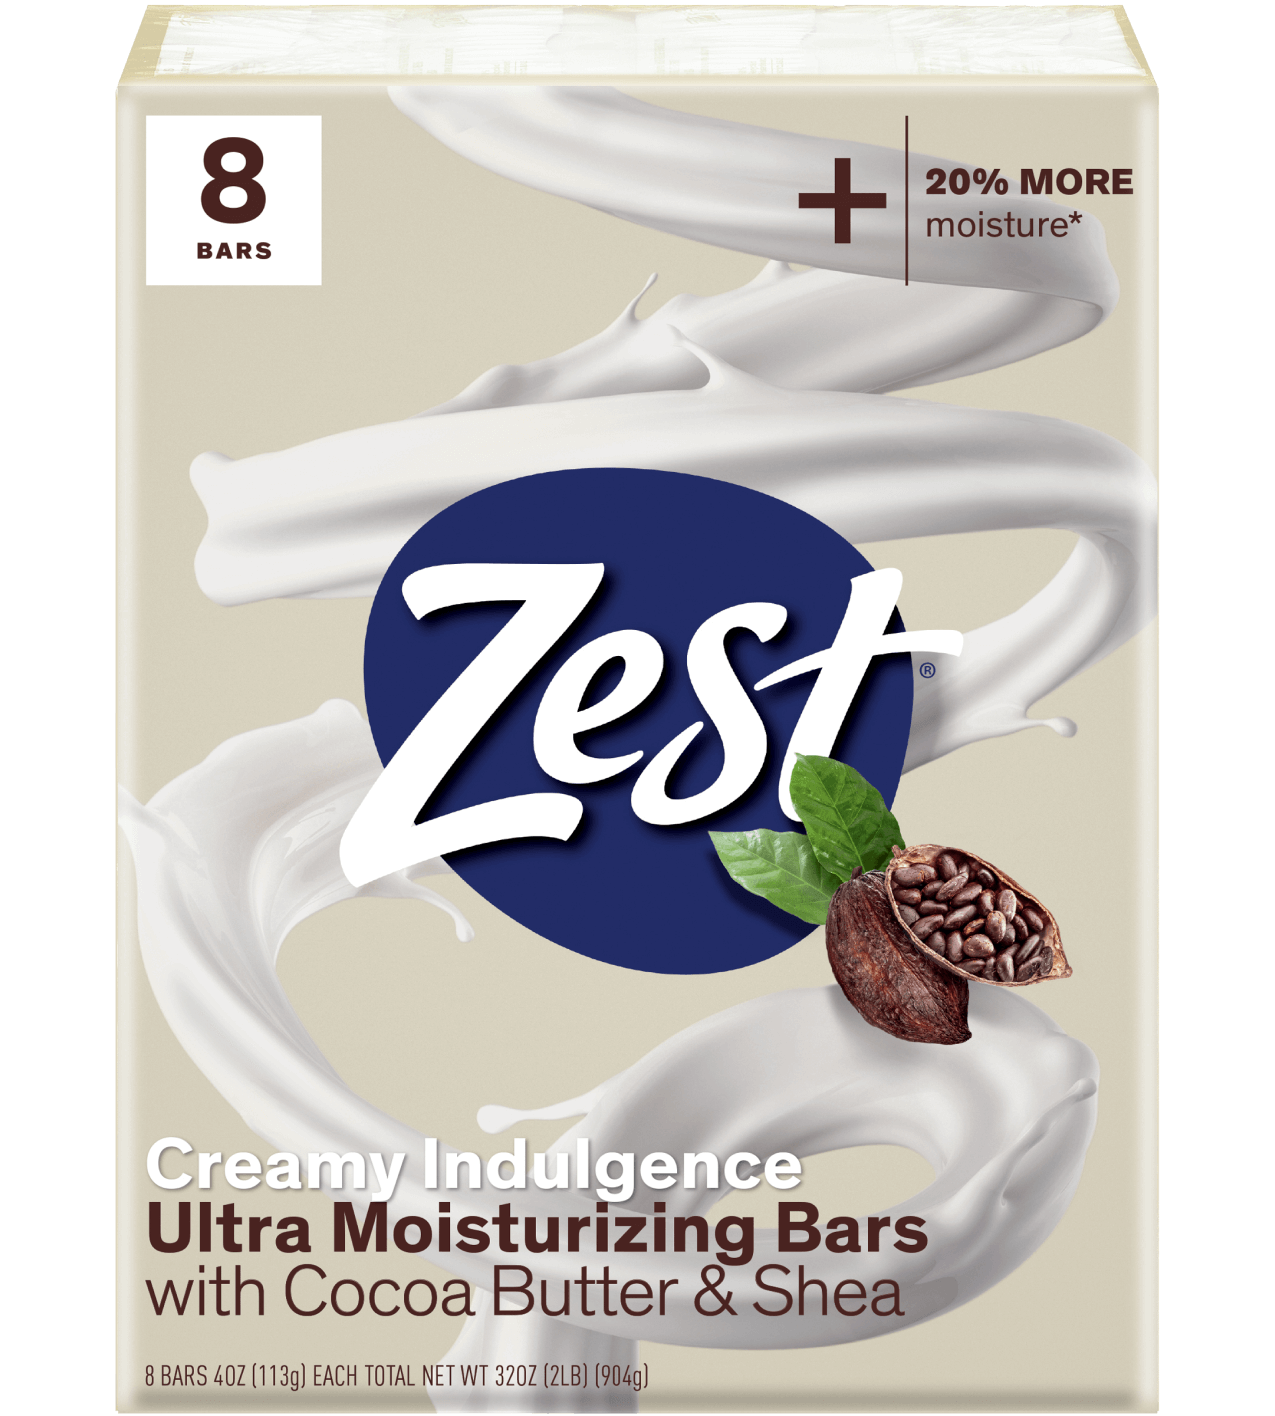 8
BARS
20% MORE
moisture*
Zest®
Creamy Indulgence
Ultra Moisturizing Bars
with Cocoa Butter & Shea
8 BARS 4OZ (113g) EACH TOTAL NET WT 32OZ (2LB) (904g)